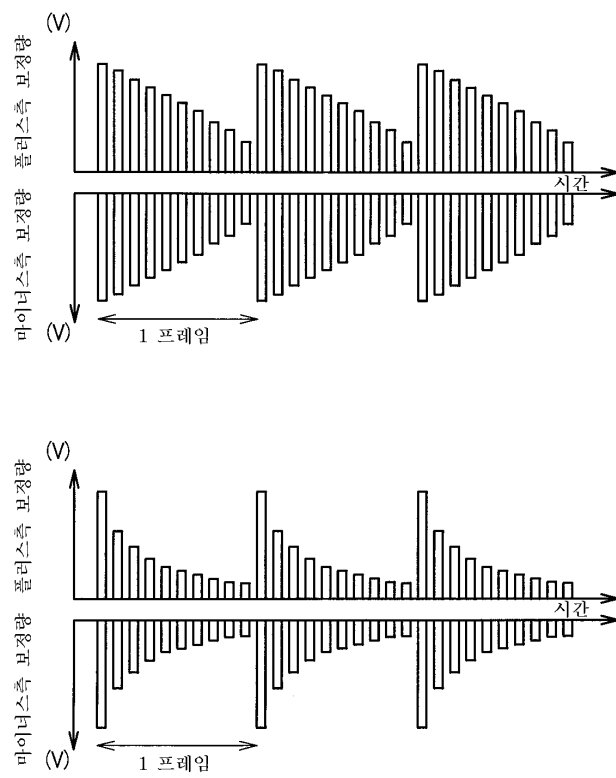 (V)
플러스측 보정량
시간
마이너스측 보정량
(V)
1 프레임
(V)
플러스측 보정량
시간
마이너스측 보정량
(V)
1 프레임